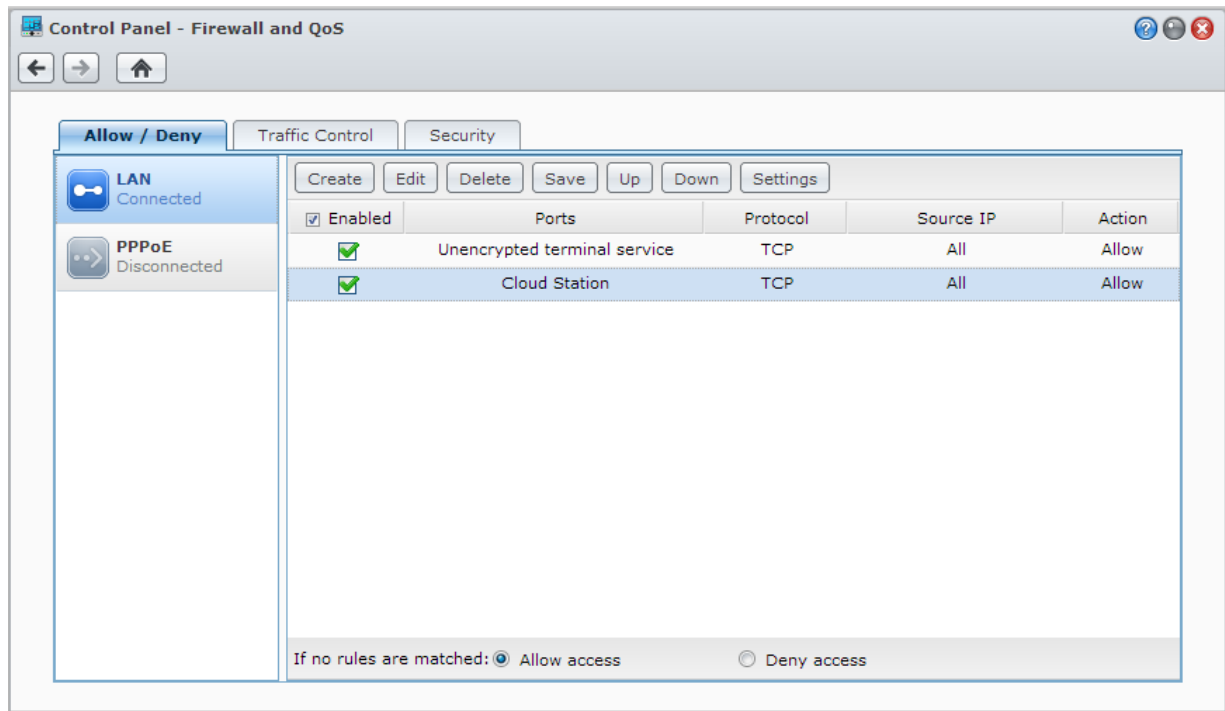 Control Panel - Firewall and QoS
Allow / Deny Traffic Control Security
LAN
Connected
PPPoE
Disconnected
Create Edit Delete Save Up Down Settings
Enabled Ports Protocol Source IP Action
Unencrypted terminal service TCP All Allow
Cloud Station TCP All Allow
If no rules are matched: Allow access Deny access